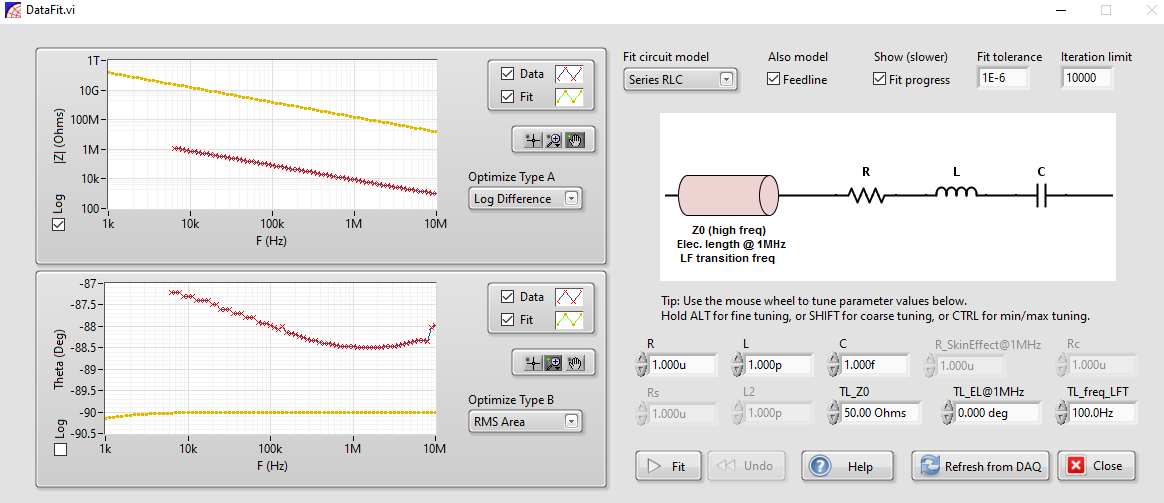 DataFit.vi
1T
10G
100M
1M
10k
100
|Z| (Ohms)
Log
1k
10k
100k
1M
10M
F (Hz)
Data
Fit
Optimize Type A
Log Difference
-87
-87.5
-88
-88.5
-89
-89.5
-90
-90.5
Theta (Deg)
Log
1k
10k
100k
1M
10M
F (Hz)
Data
Fit
Optimize Type B
RMS Area
Fit circuit model
Series RLC
Also model
Feedline
Show (slower)
Fit progress
Fit tolerance
1E-6
Iteration limit
10000
R
L
C
Z0 (high freq)
Elec. length @ 1MHz
LF transition freq
Tip: Use the mouse wheel to tune parameter values below.
Hold ALT for fine tuning, or SHIFT for coarse tuning, or CTRL for min/max tuning.
R
L
C
R_SkinEffect@1MHz
Rc
1.000u
1.000p
1.000f
1.000u
1.000u
Rs
L2
TL_Z0
TL_EL@1MHz
TL_freq_LFT
1.000u
1.000p
50.00 Ohms
0.000 deg
100.0Hz
Fit
Undo
Help
Refresh from DAQ
Close